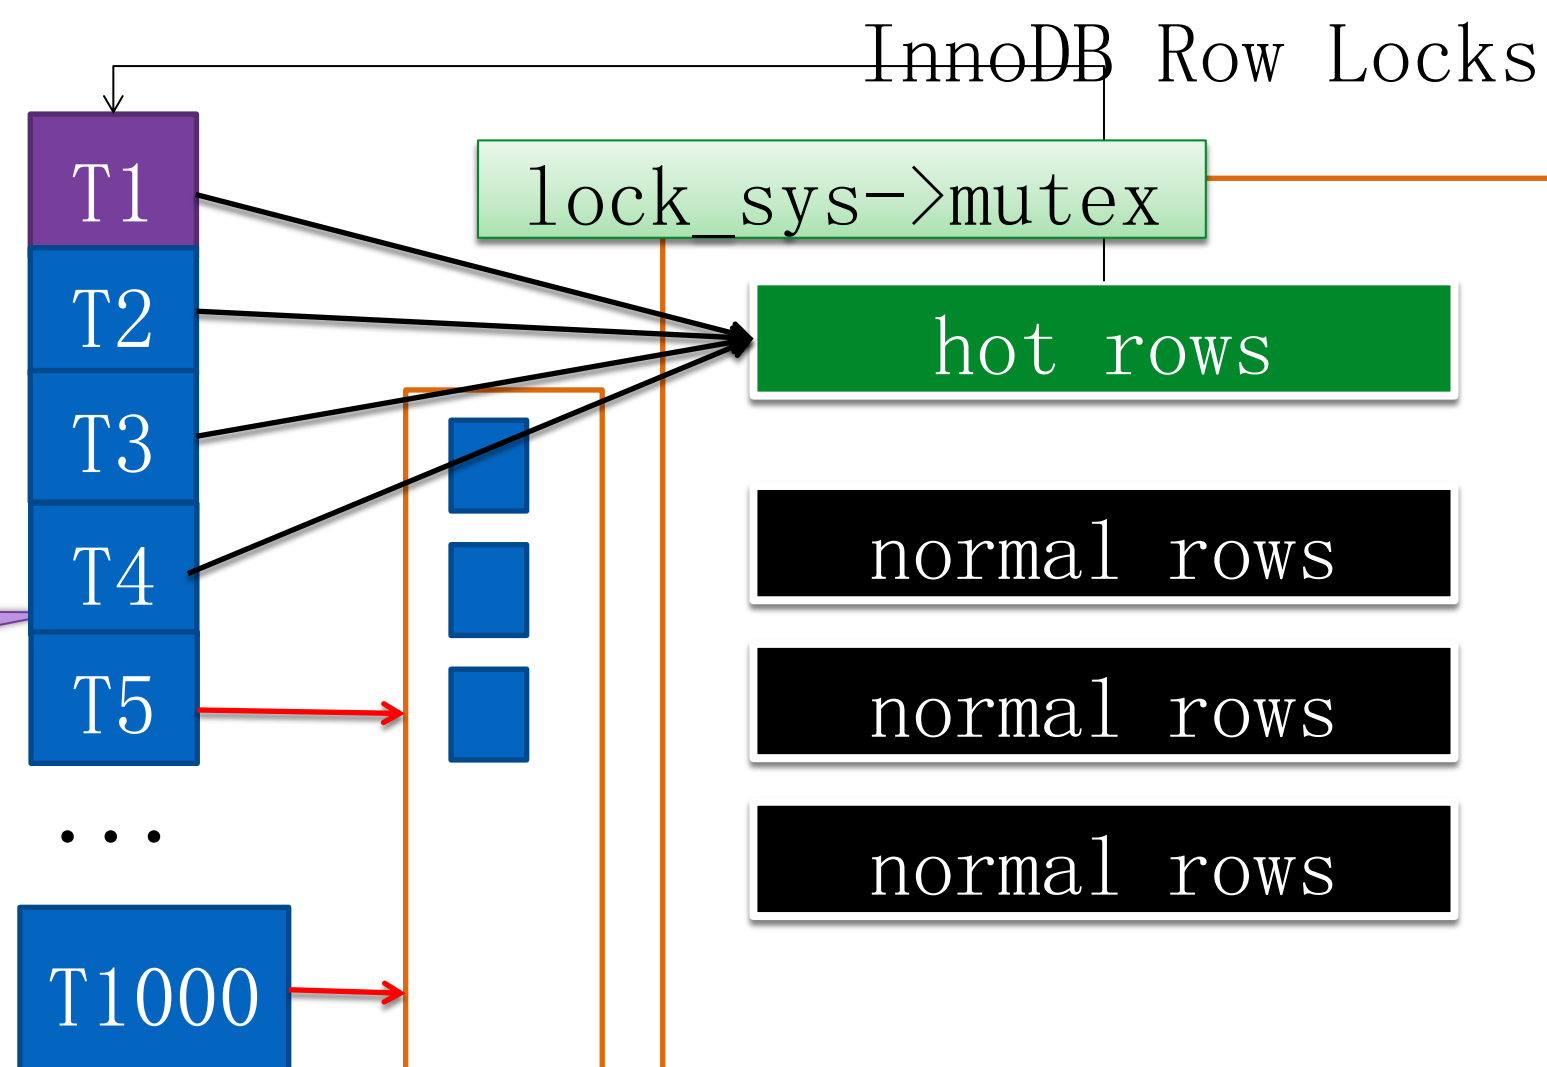 InnoDB Row Locks
T1
lock_sys->mutex
T2
hot rows
T3
normal rows
T4
normal rows
T5
...
normal rows
T1000